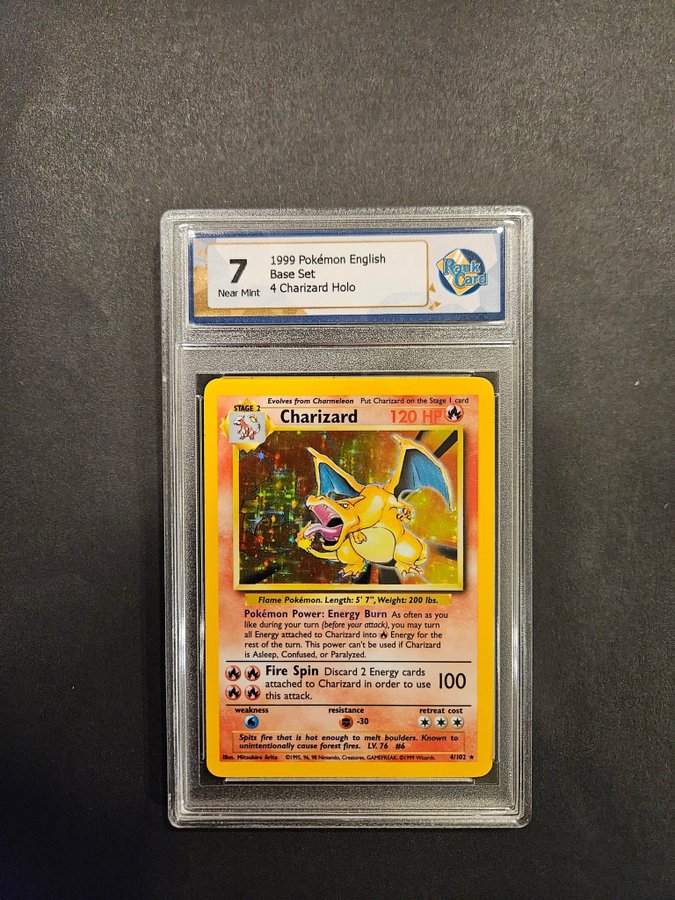 7
Near Mint
1999 Pokémon English
Base Set
4 Charizard Holo
Rank
Card
Evolves from Charmeleon Put Charizard on the Stage 1 card
STAGE 2
Charizard 120 HP
Flame Pokémon. Length: 5' 7", Weight: 200 lbs.
Pokémon Power: Energy Burn As often as you
like during your turn (before your attack), you may turn
all Energy attached to Charizard into Energy for the
rest of the turn. This power can't be used if Charizard
is Asleep, Confused, or Paralyzed.
Fire Spin Discard 2 Energy cards
attached to Charizard in order to use
this attack.
100
weakness resistance retreat cost
-30
Spits fire that is hot enough to melt boulders. Known to
unintentionally cause forest fires. LV. 76 #6
Illus. Mitsuhiro Arita ©1995, 96, 98 Nintendo, Creatures, GAMEFREAK. ©1999 Wizards. 4/102 ★